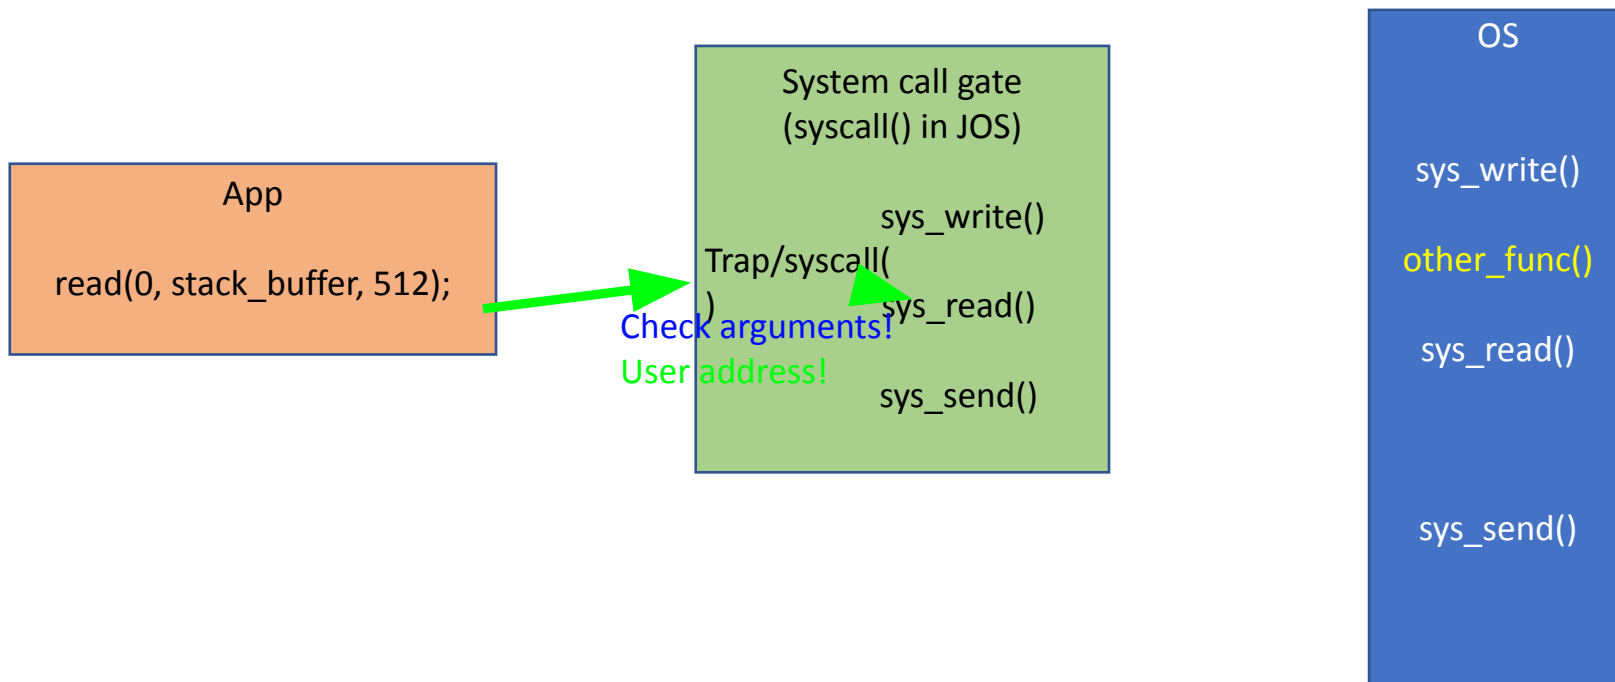 App
read(0, stack_buffer, 512);
System call gate
(syscall() in JOS)
sys_write()
Trap/syscall(
)
sys_read()
Check arguments!
User address!
sys_send()
OS
sys_write()
other_func()
sys_read()
sys_send()